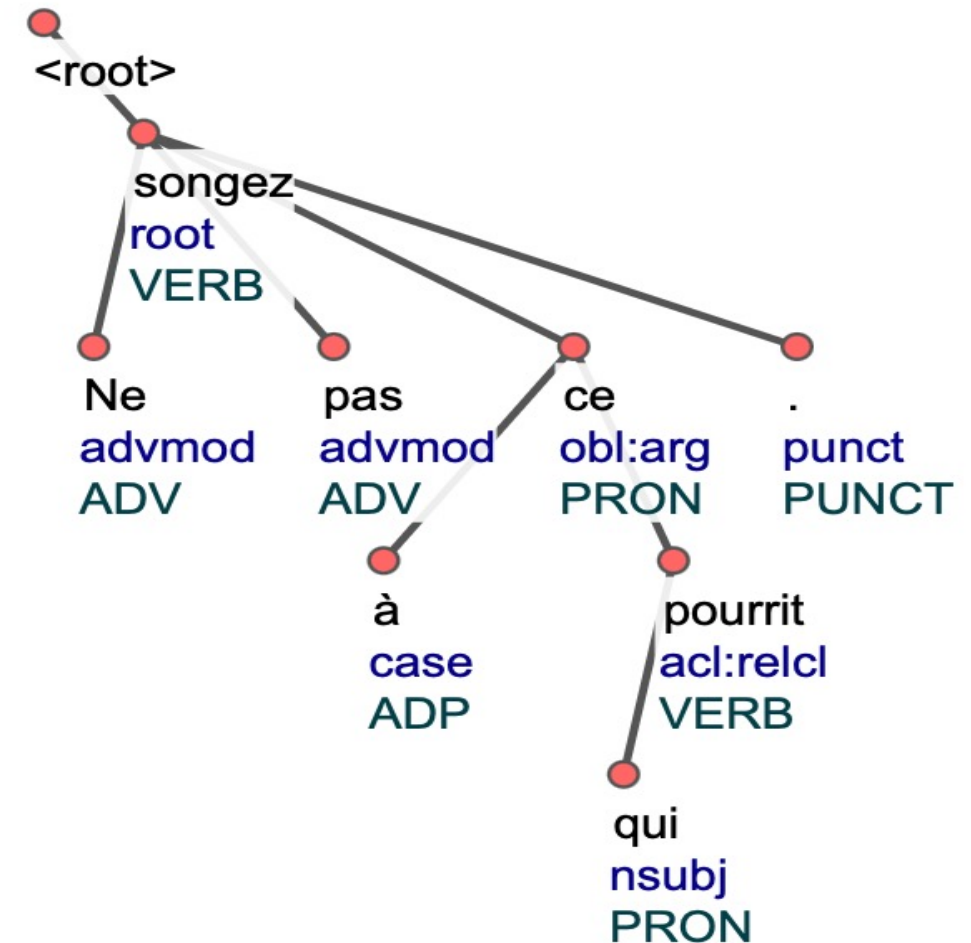 <root>
songez
root
VERB
Ne pas ce .
advmod advmod obl:arg punct
ADV ADV PRON PUNCT
à pourrit
case acl:relcl
ADP VERB
qui
nsubj
PRON